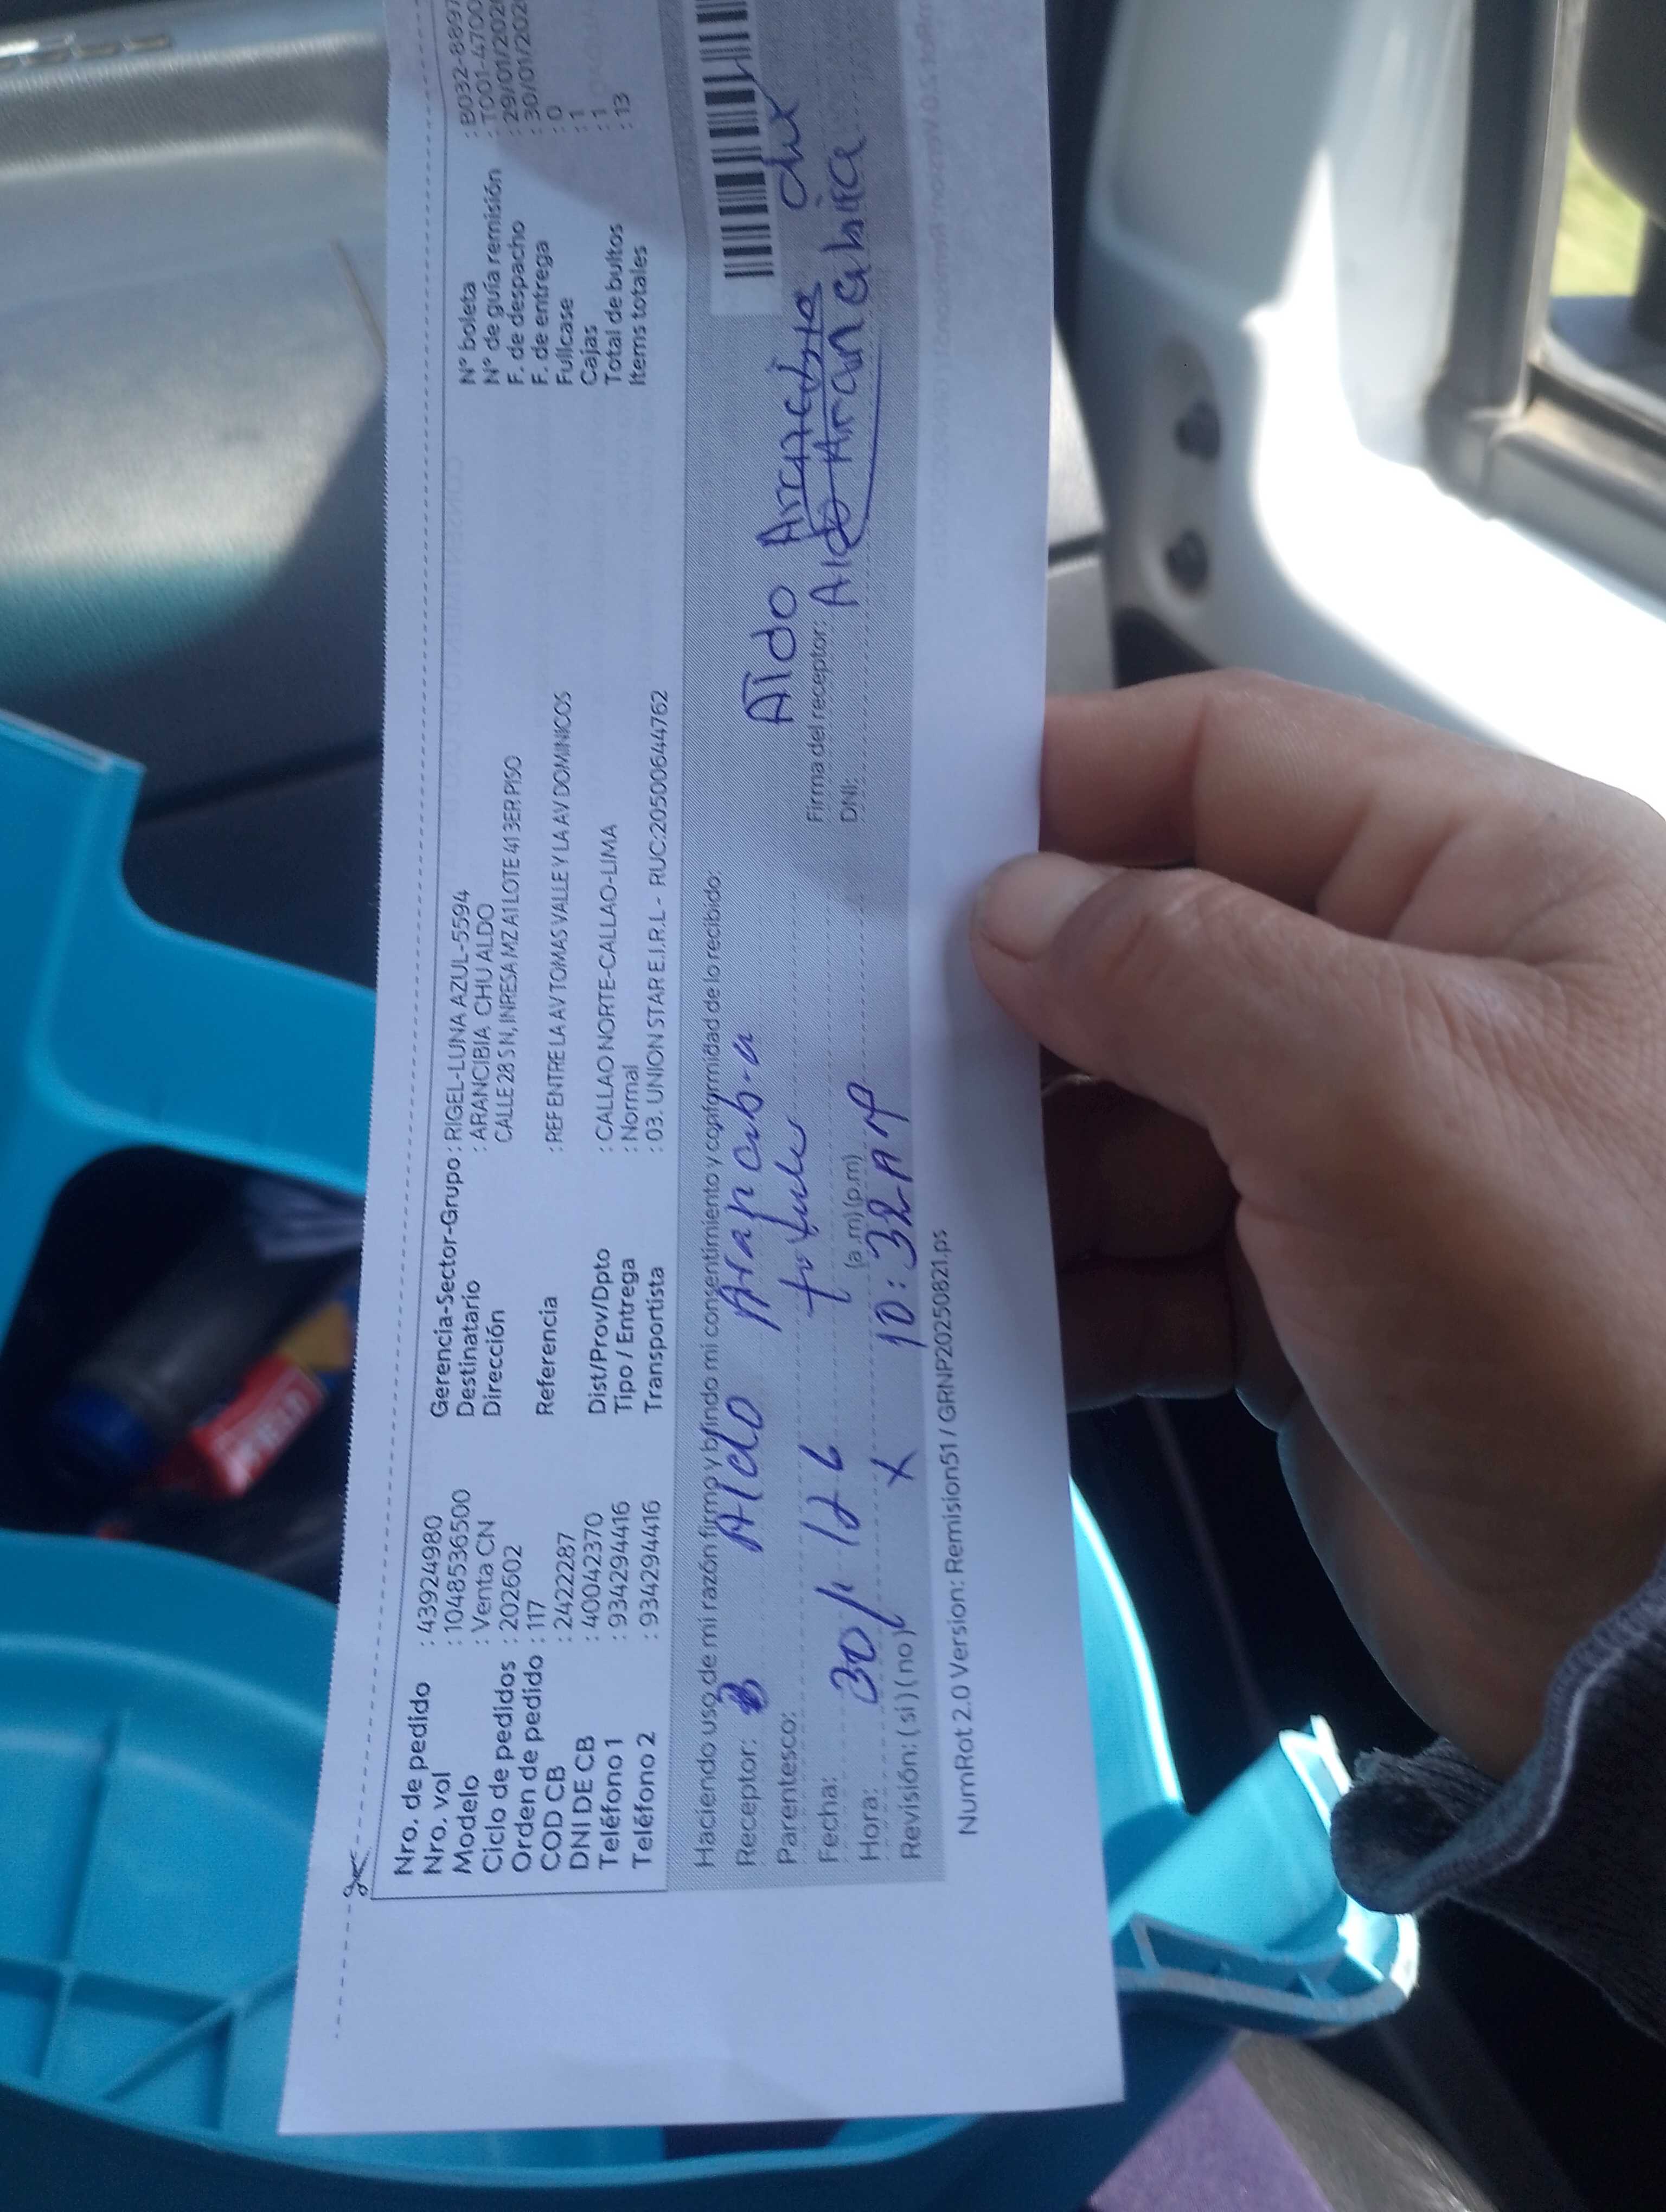 Nro. de pedido : 43924980
Nro. vol : 1048536500
Modelo : Venta CN
Ciclo de pedidos : 202602
Orden de pedido : 117
COD CB : 2422287
DNI DE CB : 40042370
Teléfono 1 : 934294416
Teléfono 2 : 934294416
Gerencia-Sector-Grupo : RIGEL-LUNA AZUL-5594
Destinatario : ARANCIBIA CHU ALDO
Dirección CALLE 28 S N, INRESA MZ A1 LOTE 41 3ER PISO
Referencia : REF ENTRE LA AV TOMAS VALLE Y LA AV DOMINICOS
Dist/Prov/Dpto : CALLAO NORTE-CALLAO-LIMA
Tipo / Entrega : Normal
Transportista : 03. UNION STAR E.I.R.L - RUC:20500644762
N° boleta : B032-8897
N° de guía remisión : T001-4700
F. de despacho : 29/01/202
F. de entrega : 30/01/202
Fullcase : 0
Cajas : 1
Total de bultos : 1
Items totales : 13
Haciendo uso de mi razón firmo y brindo mi consentimiento y conformidad de lo recibido:
Receptor: Aldo
Parentesco:
Fecha: 30/1/26
Hora: 10:32 (a.m)(p.m)
Revisión: (si)(no) X
Aldo
Firma del receptor: Aldo Arancibia chu
DNI:
NumRot 2.0 Version: Remision51 / GRNP20250821.ps